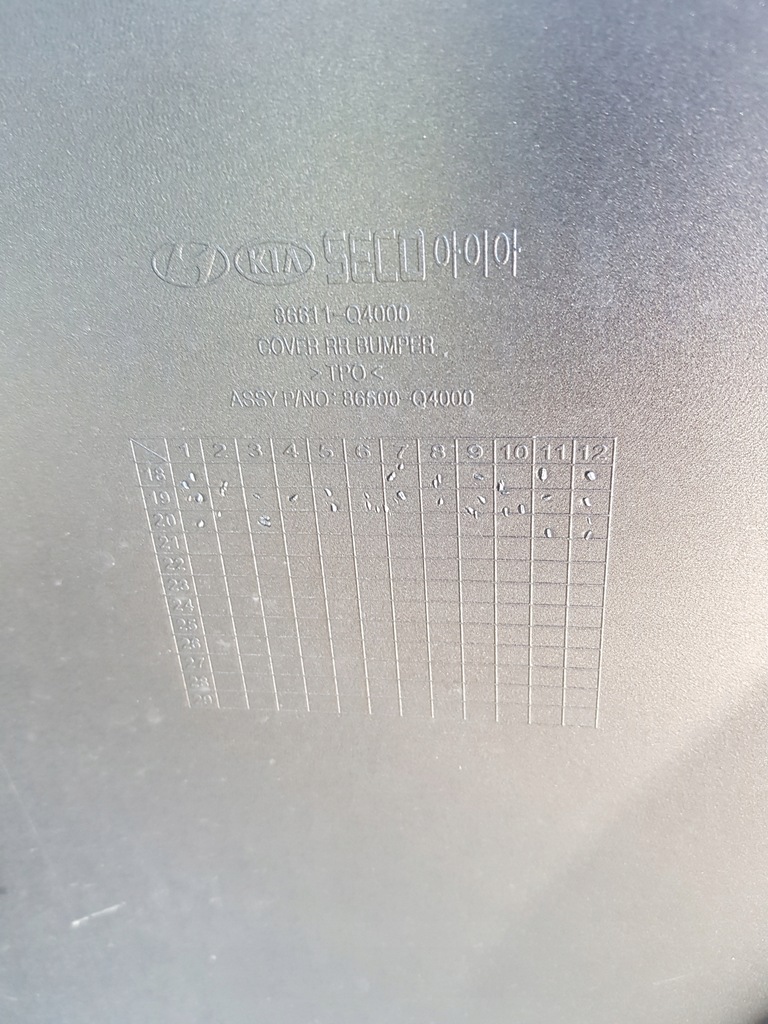 KIA SECO 아이아
86611-Q4000
COVER RR BUMPER
>TPO<
ASSY P/NO: 86600-Q4000
1 2 3 4 5 6 7 8 9 10 11 12
18
19
20
21
22
23
24
25
26
27
28
29